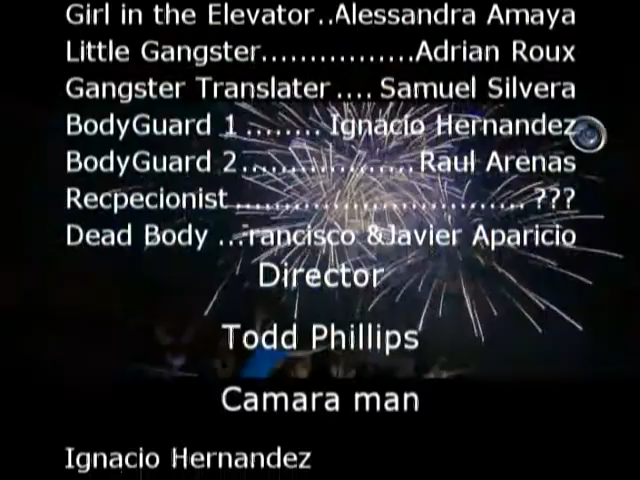 Girl in the Elevator..Alessandra Amaya
Little Gangster................Adrian Roux
Gangster Translater.... Samuel Silvera
BodyGuard 1........ Ignacio Hernandez
BodyGuard 2..................Raul Arenas
Recpecionist.............................. ???
Dead Body ...Francisco &Javier Aparicio
Director
Todd Phillips
Camara man
Ignacio Hernandez